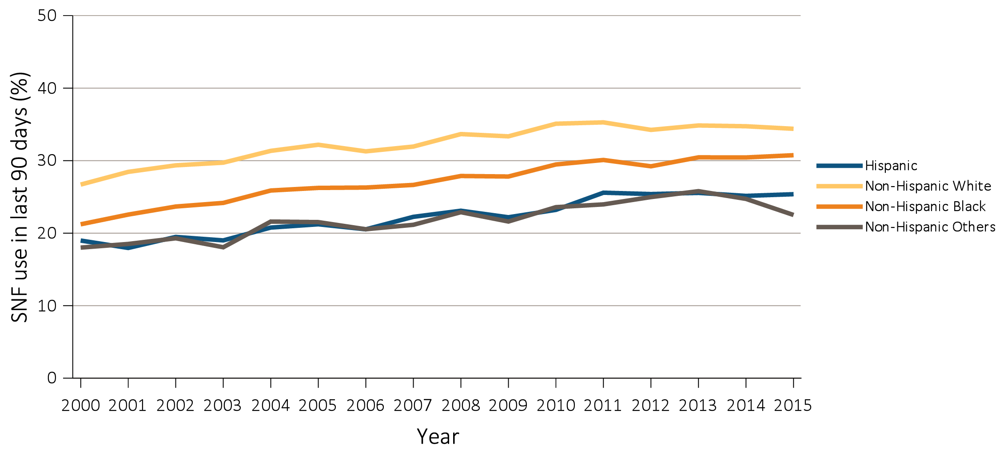 SNF use in last 90 days (%)
50
40
30
20
10
0
2000 2001 2002 2003 2004 2005 2006 2007 2008 2009 2010 2011 2012 2013 2014 2015
Year
Hispanic
Non-Hispanic White
Non-Hispanic Black
Non-Hispanic Others